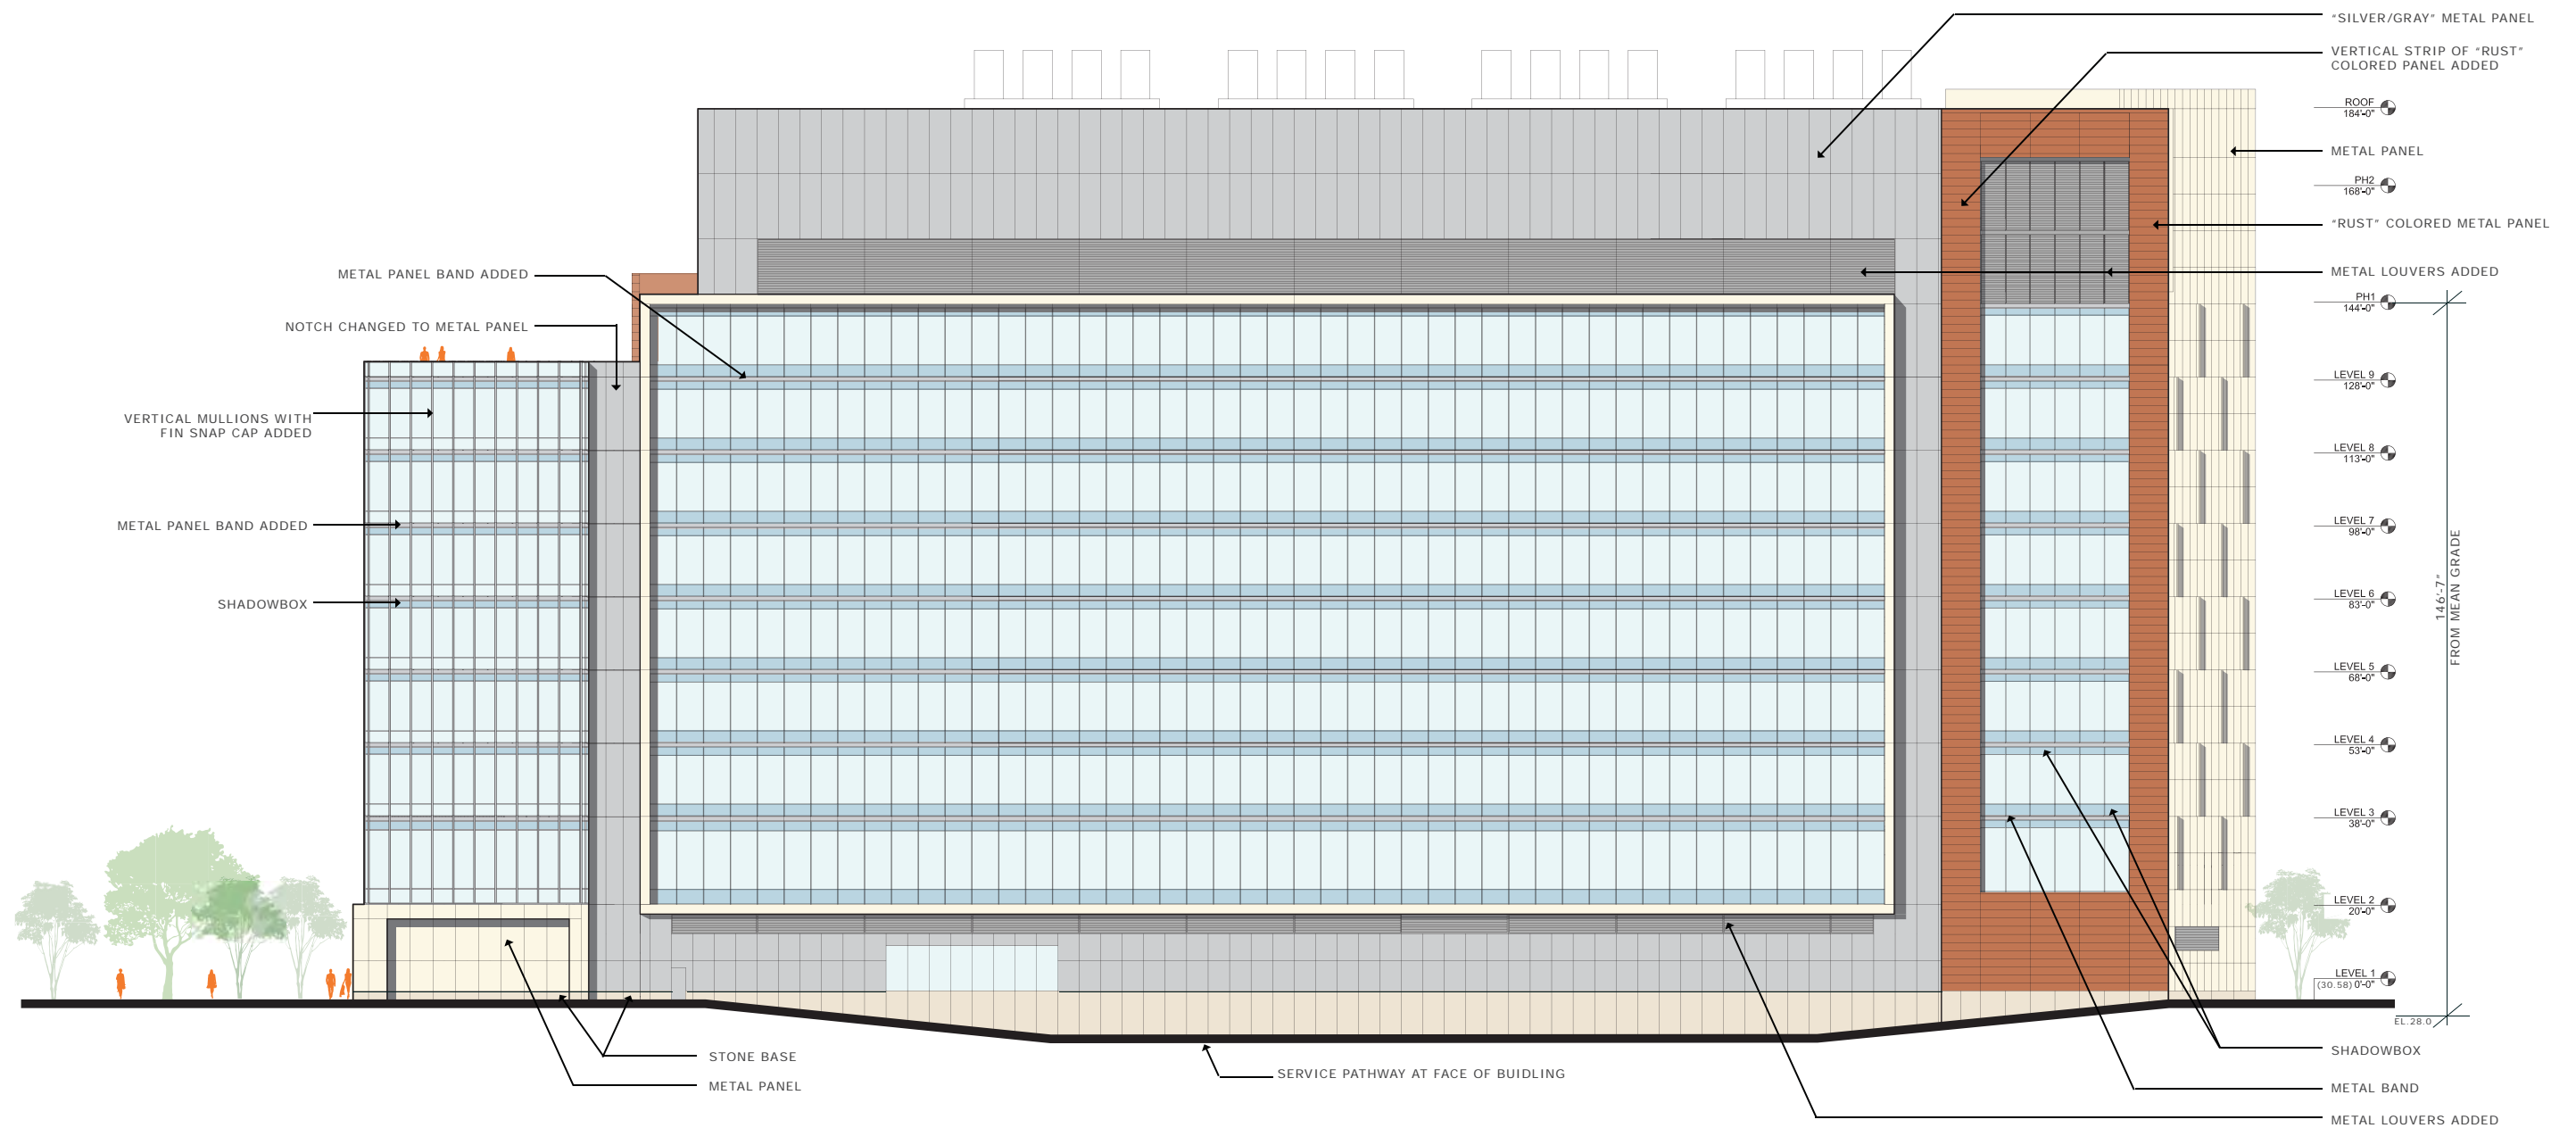 “SILVER/GRAY” METAL PANEL
VERTICAL STRIP OF “RUST”
COLORED PANEL ADDED
ROOF
184'-0"
METAL PANEL
PH2
168'-0"
“RUST” COLORED METAL PANEL
METAL LOUVERS ADDED
PH1
144'-0"
METAL PANEL BAND ADDED
NOTCH CHANGED TO METAL PANEL
VERTICAL MULLIONS WITH
FIN SNAP CAP ADDED
METAL PANEL BAND ADDED
SHADOWBOX
LEVEL 9
128'-0"
LEVEL 8
113'-0"
LEVEL 7
98'-0"
LEVEL 6
83'-0"
LEVEL 5
68'-0"
LEVEL 4
53'-0"
LEVEL 3
38'-0"
LEVEL 2
20'-0"
LEVEL 1
(30.58) 0'-0"
146'-7"
FROM MEAN GRADE
EL.28.0
STONE BASE
METAL PANEL
SERVICE PATHWAY AT FACE OF BUIDLING
SHADOWBOX
METAL BAND
METAL LOUVERS ADDED